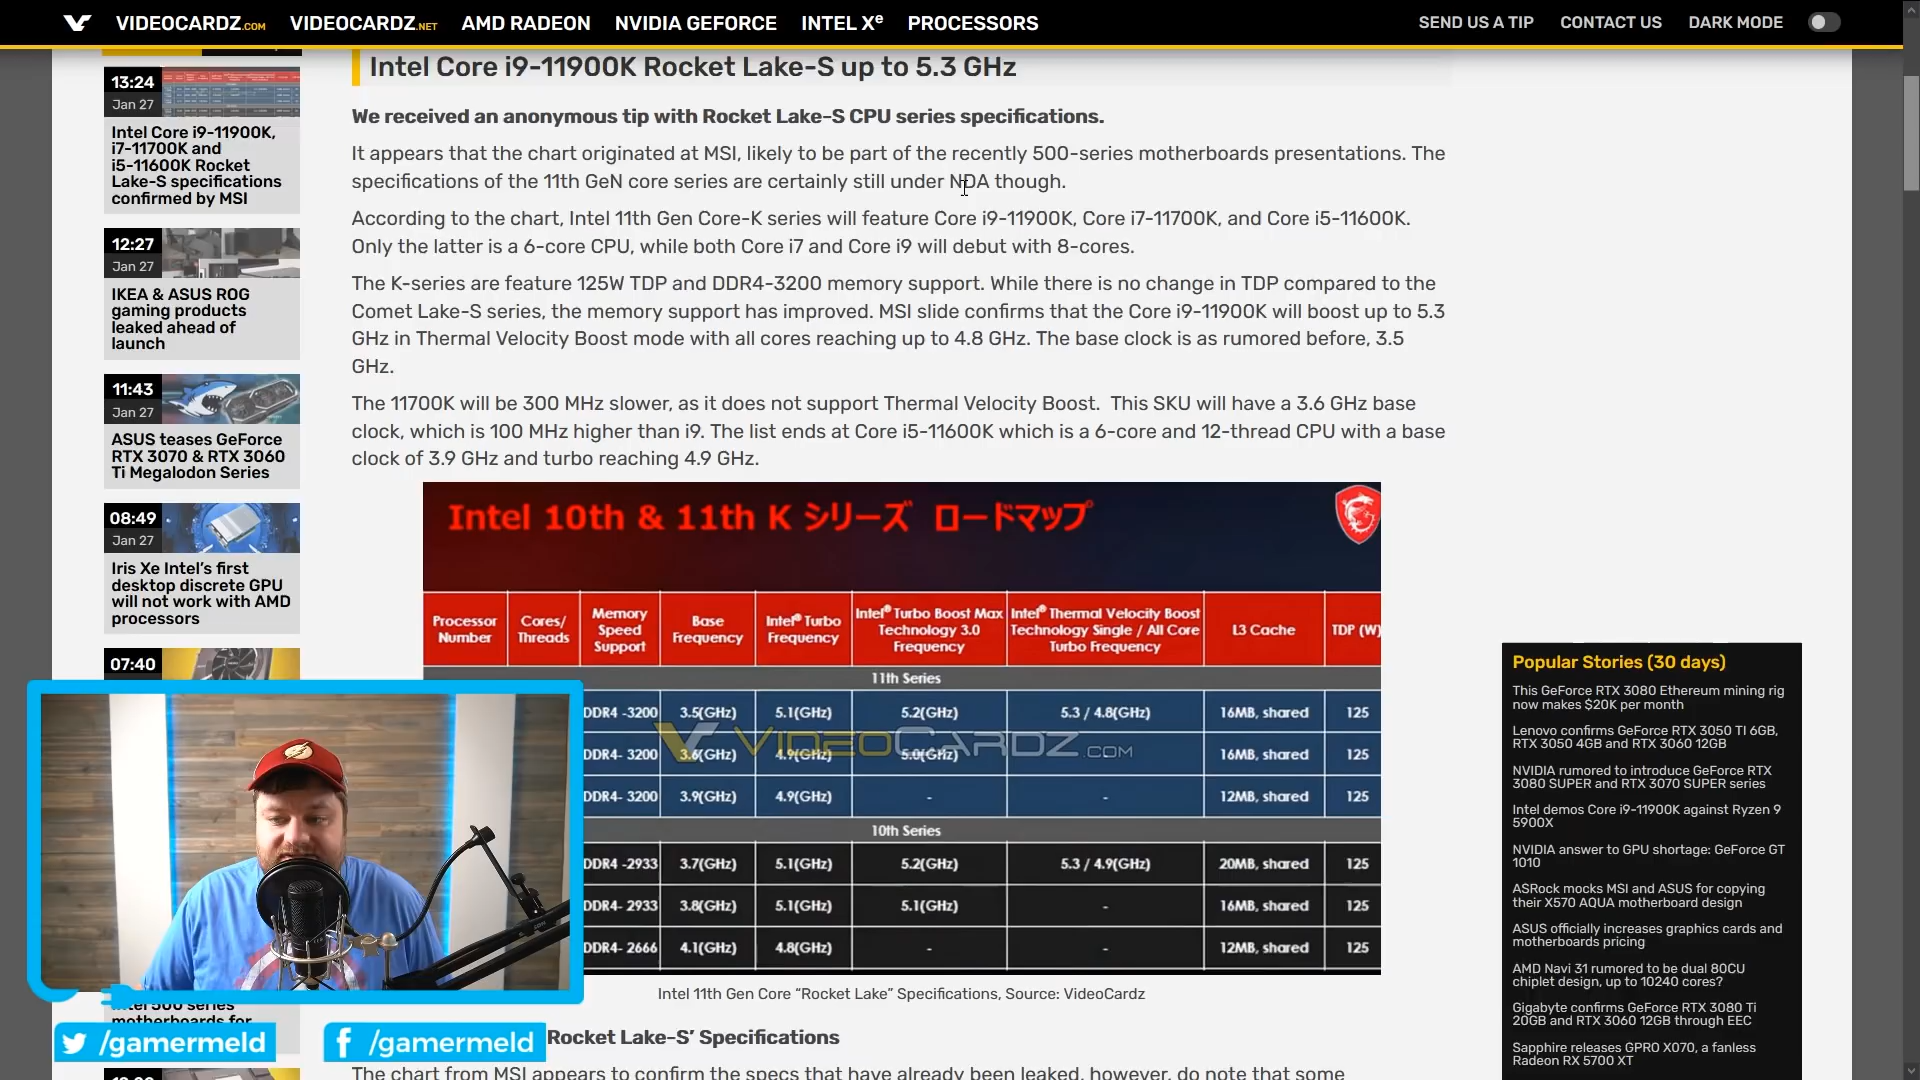 VIDEOCARDZ.COM VIDEOCARDZ.NET AMD RADEON NVIDIA GEFORCE INTEL Xe PROCESSORS SEND US A TIP CONTACT US DARK MODE
13:24
Jan 27
Intel Core i9-11900K,
i7-11700K and
i5-11600K Rocket
Lake-S specifications
confirmed by MSI
12:27
Jan 27
IKEA & ASUS ROG
gaming products
leaked ahead of
launch
11:43
Jan 27
ASUS teases GeForce
RTX 3070 & RTX 3060
Ti Megalodon Series
08:49
Jan 27
Iris Xe Intel's first
desktop discrete GPU
will not work with AMD
processors
07:40
Intel 500 series
motherboards for
Intel Core i9-11900K Rocket Lake-S up to 5.3 GHz
We received an anonymous tip with Rocket Lake-S CPU series specifications.
It appears that the chart originated at MSI, likely to be part of the recently 500-series motherboards presentations. The
specifications of the 11th GeN core series are certainly still under NDA though.
According to the chart, Intel 11th Gen Core-K series will feature Core i9-11900K, Core i7-11700K, and Core i5-11600K.
Only the latter is a 6-core CPU, while both Core i7 and Core i9 will debut with 8-cores.
The K-series are feature 125W TDP and DDR4-3200 memory support. While there is no change in TDP compared to the
Comet Lake-S series, the memory support has improved. MSI slide confirms that the Core i9-11900K will boost up to 5.3
GHz in Thermal Velocity Boost mode with all cores reaching up to 4.8 GHz. The base clock is as rumored before, 3.5
GHz.
The 11700K will be 300 MHz slower, as it does not support Thermal Velocity Boost. This SKU will have a 3.6 GHz base
clock, which is 100 MHz higher than i9. The list ends at Core i5-11600K which is a 6-core and 12-thread CPU with a base
clock of 3.9 GHz and turbo reaching 4.9 GHz.
Intel 10th & 11th K シリーズ ロードマップ
Processor Number Cores/ Threads Memory Speed Support Base Frequency Intel® Turbo Frequency Intel® Turbo Boost Max Technology 3.0 Frequency Intel® Thermal Velocity Boost Technology Single / All Core Turbo Frequency L3 Cache TDP (W)
11th Series
DDR4 -3200 3.5(GHz) 5.1(GHz) 5.2(GHz) 5.3 / 4.8(GHz) 16MB, shared 125
VIDEOCARDZ.COM
DDR4- 3200 3.6(GHz) 4.9(GHz) 5.0(GHz) - 16MB, shared 125
DDR4- 3200 3.9(GHz) 4.9(GHz) - - 12MB, shared 125
10th Series
DDR4 -2933 3.7(GHz) 5.1(GHz) 5.2(GHz) 5.3 / 4.9(GHz) 20MB, shared 125
DDR4- 2933 3.8(GHz) 5.1(GHz) 5.1(GHz) - 16MB, shared 125
DDR4- 2666 4.1(GHz) 4.8(GHz) - - 12MB, shared 125
Intel 11th Gen Core “Rocket Lake” Specifications, Source: VideoCardz
Rocket Lake-S’ Specifications
The chart from MSI appears to confirm the specs that have already been leaked, however, do note that some
Popular Stories (30 days)
This GeForce RTX 3080 Ethereum mining rig
now makes $20K per month
Lenovo confirms GeForce RTX 3050 TI 6GB,
RTX 3050 4GB and RTX 3060 12GB
NVIDIA rumored to introduce GeForce RTX
3080 SUPER and RTX 3070 SUPER series
Intel demos Core i9-11900K against Ryzen 9
5900X
NVIDIA answer to GPU shortage: GeForce GT
1010
ASRock mocks MSI and ASUS for copying
their X570 AQUA motherboard design
ASUS officially increases graphics cards and
motherboards pricing
AMD Navi 31 rumored to be dual 80CU
chiplet design, up to 10240 cores?
Gigabyte confirms GeForce RTX 3080 Ti
20GB and RTX 3060 12GB through EEC
Sapphire releases GPRO X070, a fanless
Radeon RX 5700 XT
/gamermeld
/gamermeld